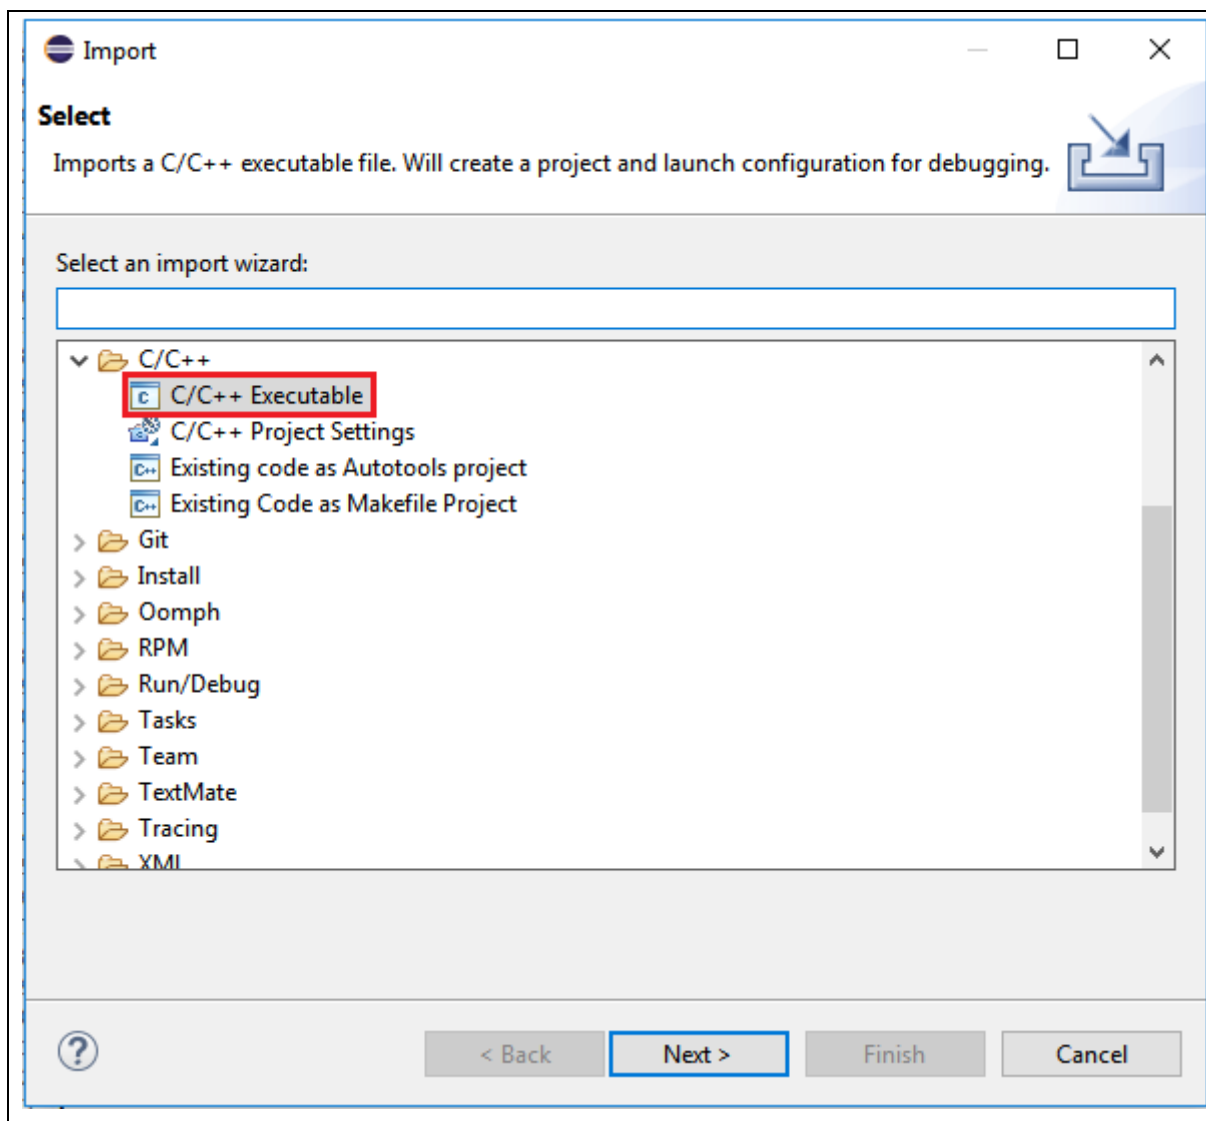 Import
Select
Imports a C/C++ executable file. Will create a project and launch configuration for debugging.
Select an import wizard:
C/C++
C/C++ Executable
C/C++ Project Settings
Existing code as Autotools project
Existing Code as Makefile Project
Git
Install
Oomph
RPM
Run/Debug
Tasks
Team
TextMate
Tracing
XML
< Back
Next >
Finish
Cancel